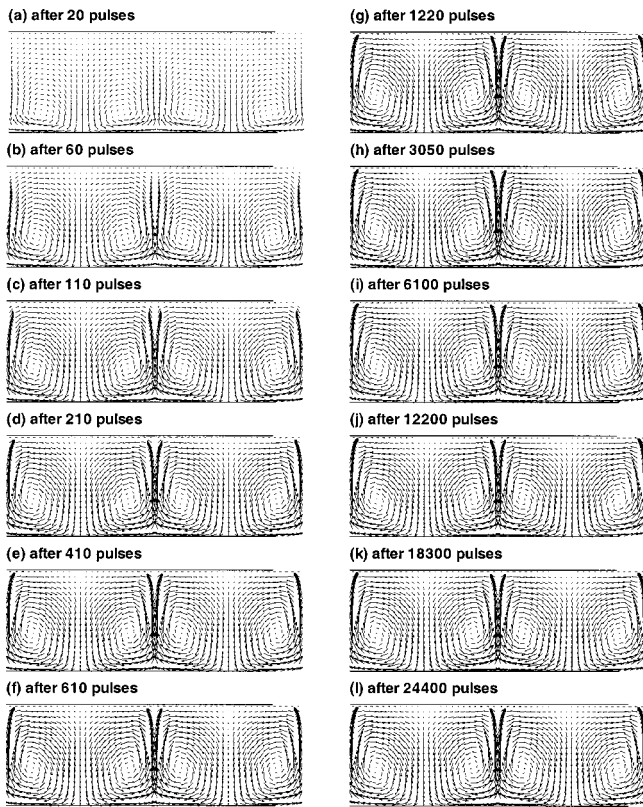 (a) after 20 pulses
(b) after 60 pulses
(c) after 110 pulses
(d) after 210 pulses
(e) after 410 pulses
(f) after 610 pulses
(g) after 1220 pulses
(h) after 3050 pulses
(i) after 6100 pulses
(j) after 12200 pulses
(k) after 18300 pulses
(l) after 24400 pulses